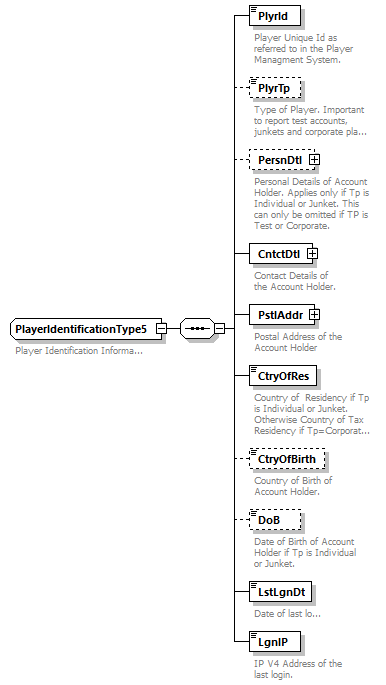 PlyrId
Player Unique Id as
referred to in the Player
Managment System.
PlyrTp
Type of Player. Important
to report test accounts,
junkets and corporate pla...
PersnDtl
Personal Details of Account
Holder. Applies only if Tp is
Individual or Junket. This
can only be omitted if TP is
Test or Corporate.
CntctDtl
Contact Details of
the Account Holder.
PlayerIdentificationType5
Player Identification Informa...
PstlAddr
Postal Address of the
Account Holder
CtryOfRes
Country of  Residency if Tp
is Individual or Junket.
Otherwise Country of Tax
Residency if Tp=Corporat...
CtryOfBirth
Country of Birth of
Account Holder.
DoB
Date of Birth of Account
Holder if Tp is Individual
or Junket.
LstLgnDt
Date of last lo...
LgnIP
IP V4 Address of the
last login.